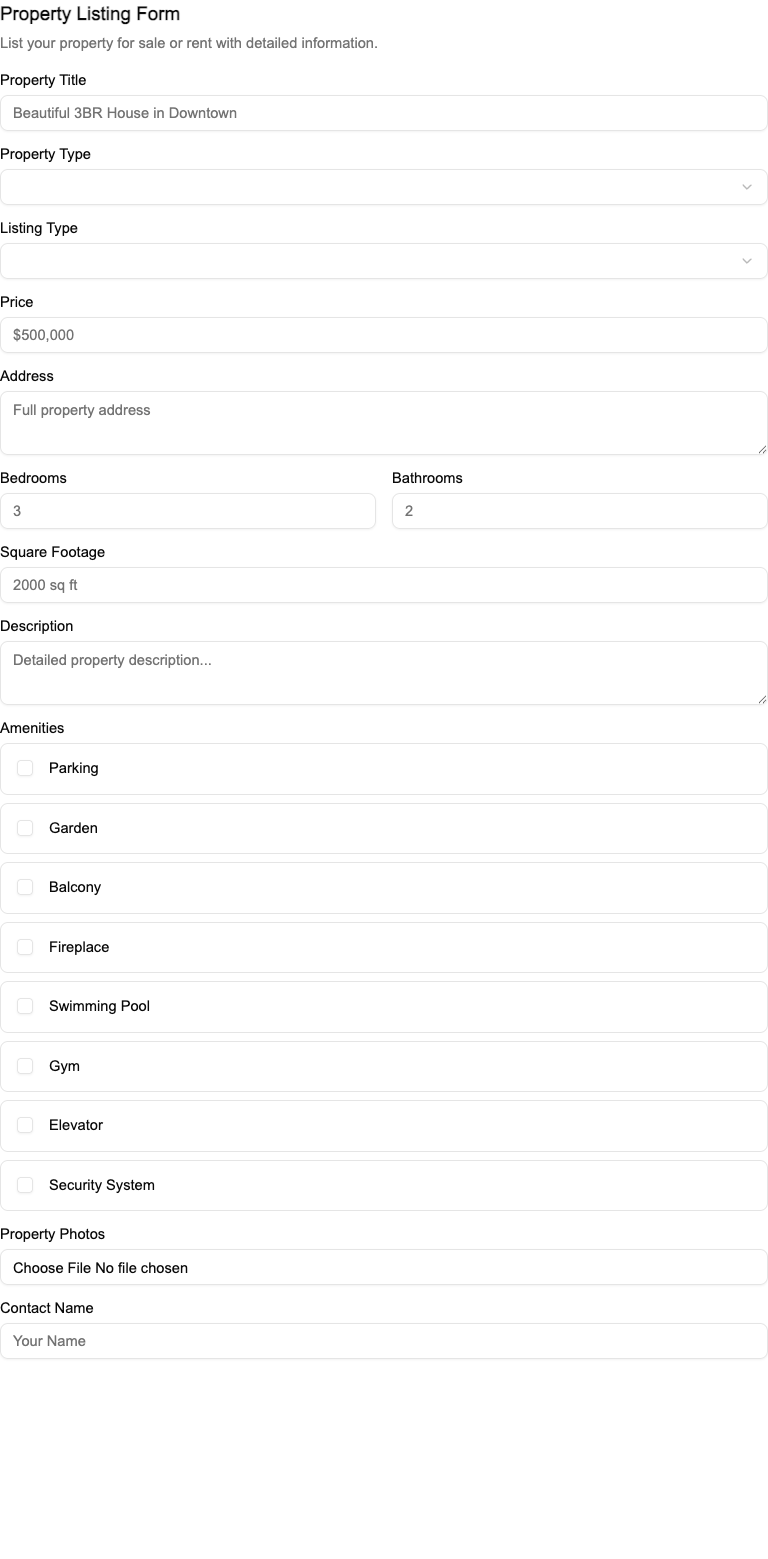 Property Listing Form
List your property for sale or rent with detailed information.
Property Title
Beautiful 3BR House in Downtown
Property Type
Listing Type
Price
$500,000
Address
Full property address
Bedrooms
Bathrooms
3
2
Square Footage
2000 sq ft
Description
Detailed property description...
Amenities
Parking
Garden
Balcony
Fireplace
Swimming Pool
Gym
Elevator
Security System
Property Photos
Choose File No file chosen
Contact Name
Your Name